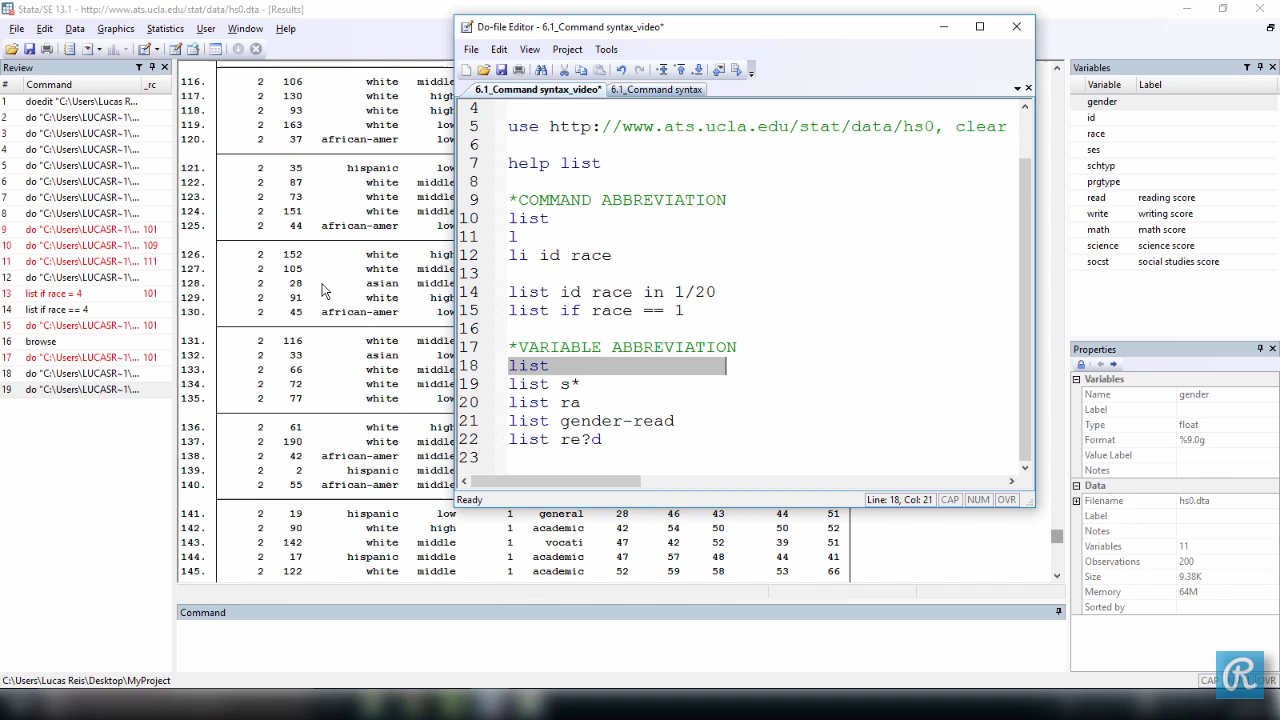 Stata/SE 13.1 - http://www.ats.ucla.edu/stat/data/hs0.dta - [Results]
File Edit Data Graphics Statistics User Window Help
Review
# Command _rc
1 doedit "C:\Users\Lucas R...
2 do "C:\Users\LUCASR~1\...
3 do "C:\Users\LUCASR~1\...
4 do "C:\Users\LUCASR~1\...
5 do "C:\Users\LUCASR~1\...
6 do "C:\Users\LUCASR~1\...
7 do "C:\Users\LUCASR~1\...
8 do "C:\Users\LUCASR~1\...
9 do "C:\Users\LUCASR~1\... 101
10 do "C:\Users\LUCASR~1\... 109
11 do "C:\Users\LUCASR~1\... 111
12 do "C:\Users\LUCASR~1\...
13 list if race = 4 101
14 list if race == 4
15 do "C:\Users\LUCASR~1\... 101
16 browse
17 do "C:\Users\LUCASR~1\... 101
18 do "C:\Users\LUCASR~1\...
19 do "C:\Users\LUCASR~1\...
116. 2 106 white middle
117. 2 130 white high
118. 2 93 white high
119. 2 163 white low
120. 2 37 african-amer low
121. 2 35 hispanic low
122. 2 87 white middle
123. 2 73 white middle
124. 2 151 white middle
125. 2 44 african-amer low
126. 2 152 white high
127. 2 105 white middle
128. 2 28 asian middle
129. 2 91 white high
130. 2 45 african-amer low
131. 2 116 white middle
132. 2 33 asian low
133. 2 66 white middle
134. 2 72 white middle
135. 2 77 white low
136. 2 61 white middle
137. 2 190 white middle
138. 2 42 african-amer middle
139. 2 2 hispanic middle
140. 2 55 african-amer middle
141. 2 19 hispanic low 1 general 28 46 43 44 51
142. 2 90 white high 1 academic 42 54 50 50 52
143. 2 142 white middle 1 vocati 47 42 52 39 51
144. 2 17 hispanic middle 1 academic 47 57 48 44 41
145. 2 122 white middle 1 academic 52 59 58 53 66
Command
Do-file Editor - 6.1_Command syntax_video*
File Edit View Project Tools
6.1_Command syntax_video* 6.1_Command syntax
4
5 use http://www.ats.ucla.edu/stat/data/hs0, clear
6
7 help list
8
9 *COMMAND ABBREVIATION
10 list
11 l
12 li id race
13
14 list id race in 1/20
15 list if race == 1
16
17 *VARIABLE ABBREVIATION
18 list
19 list s*
20 list ra
21 list gender-read
22 list re?d
23
Ready Line: 18, Col: 21 CAP NUM OVR
Variables
Variable Label
gender
id
race
ses
schtyp
prgtype
read reading score
write writing score
math math score
science science score
socst social studies score
Properties
Variables
Name gender
Label
Type float
Format %9.0g
Value Label
Notes
Data
Filename hs0.dta
Label
Notes
Variables 11
Observations 200
Size 9.38K
Memory 64M
Sorted by
C:\Users\Lucas Reis\Desktop\MyProject
CAP OVR
R